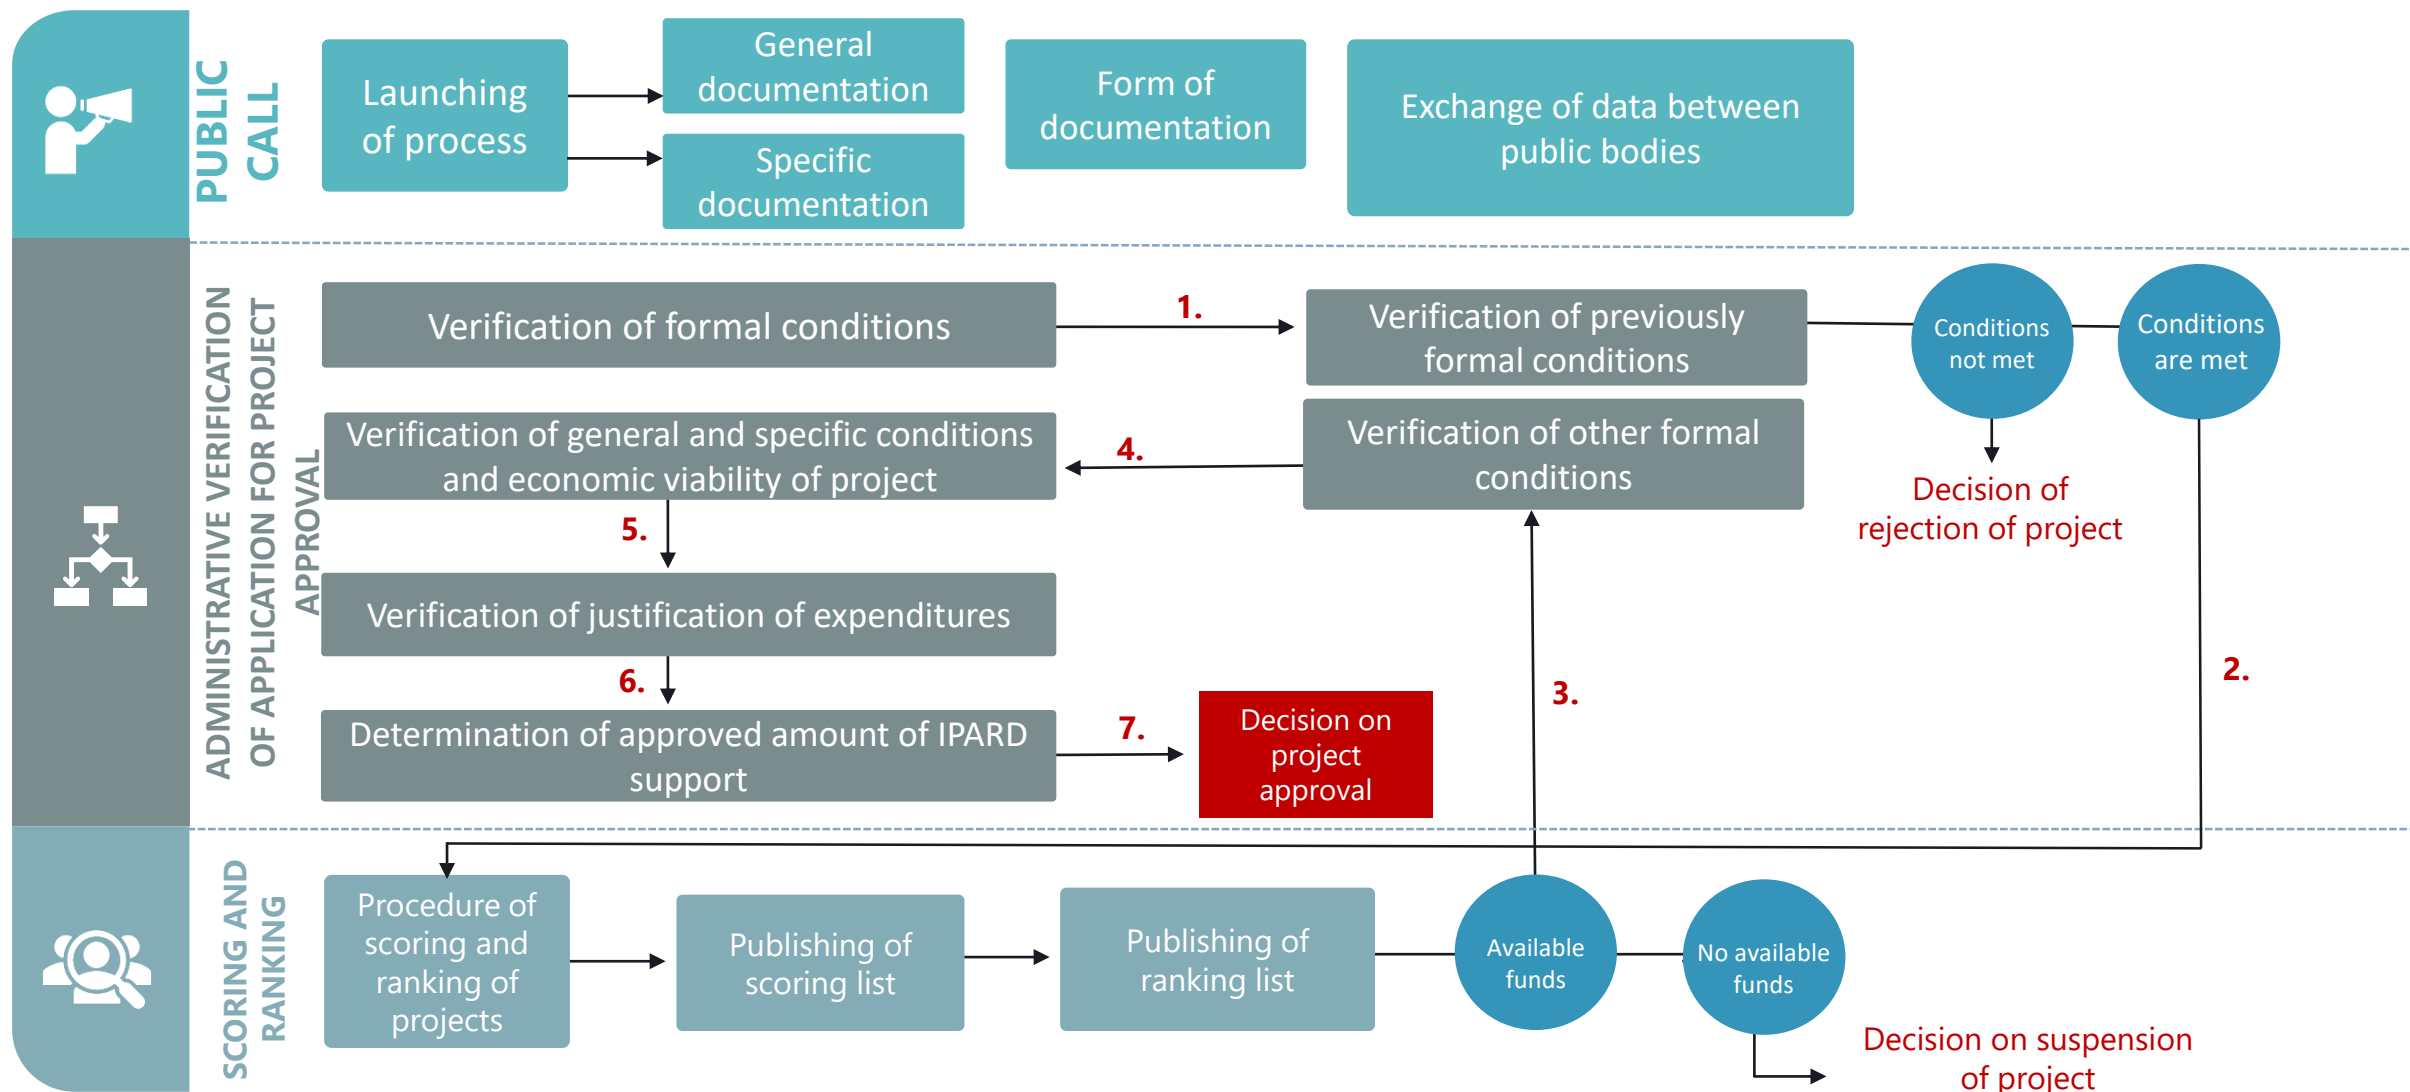 PUBLIC
CALL
Launching
of process
General
documentation
Specific
documentation
Form of
documentation
Exchange of data between
public bodies
ADMINISTRATIVE VERIFICATION
OF APPLICATION FOR PROJECT
APPROVAL
Verification of formal conditions
1.
Verification of previously
formal conditions
Conditions
not met
Conditions
are met
Verification of general and specific conditions
and economic viability of project
4.
Verification of other formal
conditions
Decision of
rejection of project
5.
Verification of justification of expenditures
6.
3.
2.
Determination of approved amount of IPARD
support
7.
Decision on
project
approval
SCORING AND
RANKING
Procedure of
scoring and
ranking of
projects
Publishing of
scoring list
Publishing of
ranking list
Available
funds
No available
funds
Decision on suspension
of project